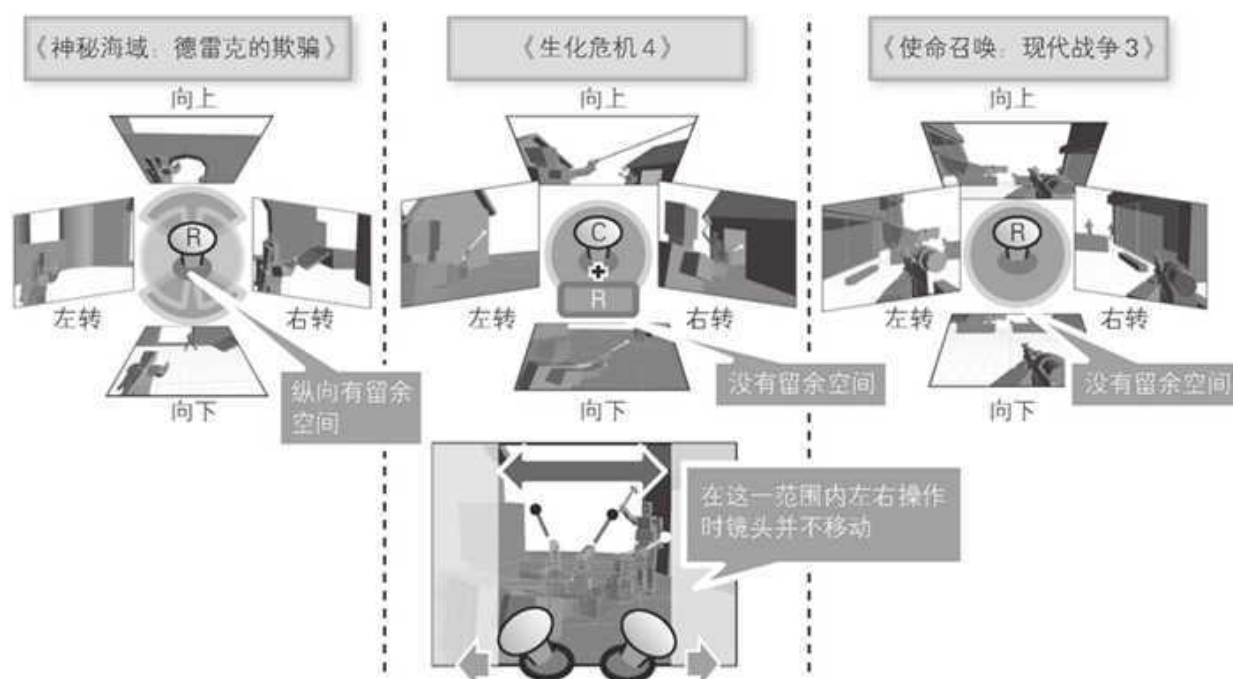 《神秘海域：德雷克的欺骗》
向上
R
左转
右转
向下
纵向有留余
空间
《生化危机4》
向上
C
+
R
左转
右转
向下
没有留余空间
在这一范围内左右操作
时镜头并不移动
《使命召唤：现代战争3》
向上
R
左转
右转
向下
没有留余空间